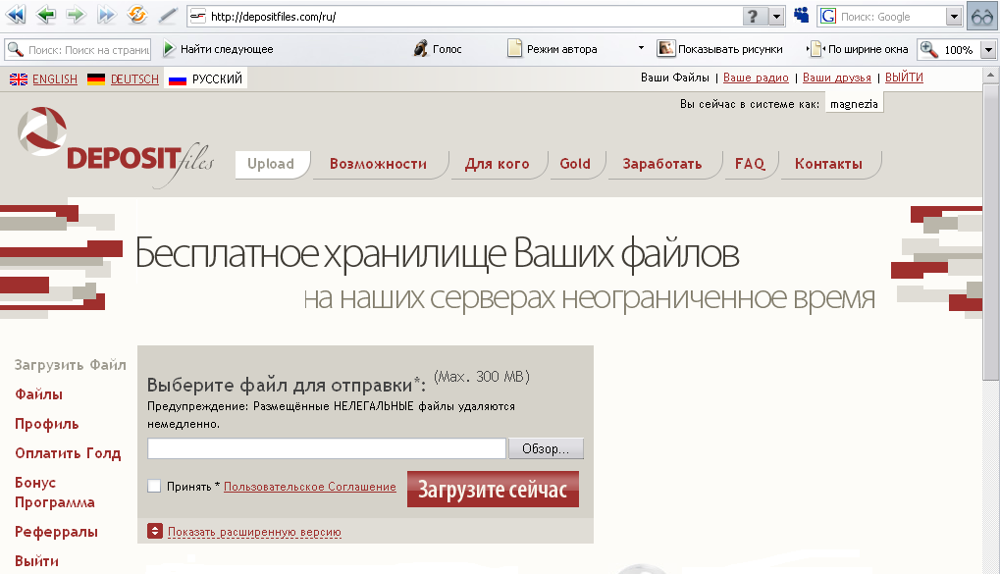 http://depositfiles.com/ru/
? G Поиск: Google
Поиск: Поиск на страниц Найти следующее Голос Режим автора Показывать рисунки По ширине окна 100%
ENGLISH DEUTSCH РУССКИЙ Ваши Файлы | Ваше радио | Ваши друзья | ВЫЙТИ
Вы сейчас в системе как: magnezia
DEPOSITfiles
Upload Возможности Для кого Gold Заработать FAQ Контакты
Бесплатное хранилище Ваших файлов
на наших серверах неограниченное время
Загрузить Файл
Файлы
Профиль
Оплатить Голд
Бонус
Программа
Рефералы
Выйти
Выберите файл для отправки*: (Max. 300 MB)
Предупреждение: Размещённые НЕЛЕГАЛЬНЫЕ файлы удаляются
немедленно.
Обзор...
Принять * Пользовательское Соглашение Загрузите сейчас
Показать расширенную версию